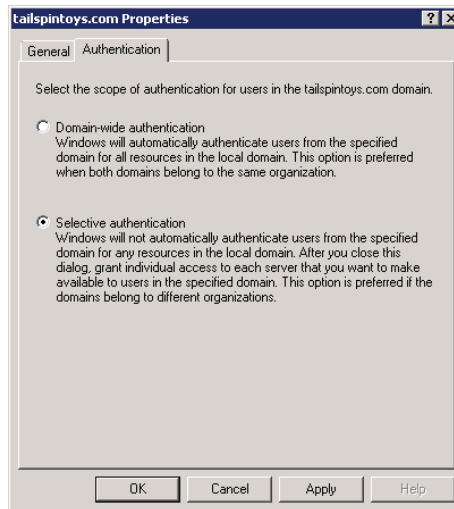 tailspintoys.com Properties
General Authentication
Select the scope of authentication for users in the tailspintoys.com domain.
Domain-wide authentication
Windows will automatically authenticate users from the specified
domain for all resources in the local domain. This option is preferred
when both domains belong to the same organization.
Selective authentication
Windows will not automatically authenticate users from the specified
domain for any resources in the local domain. After you close this
dialog, grant individual access to each server that you want to make
available to users in the specified domain. This option is preferred if the
domains belong to different organizations.
OK Cancel Apply Help